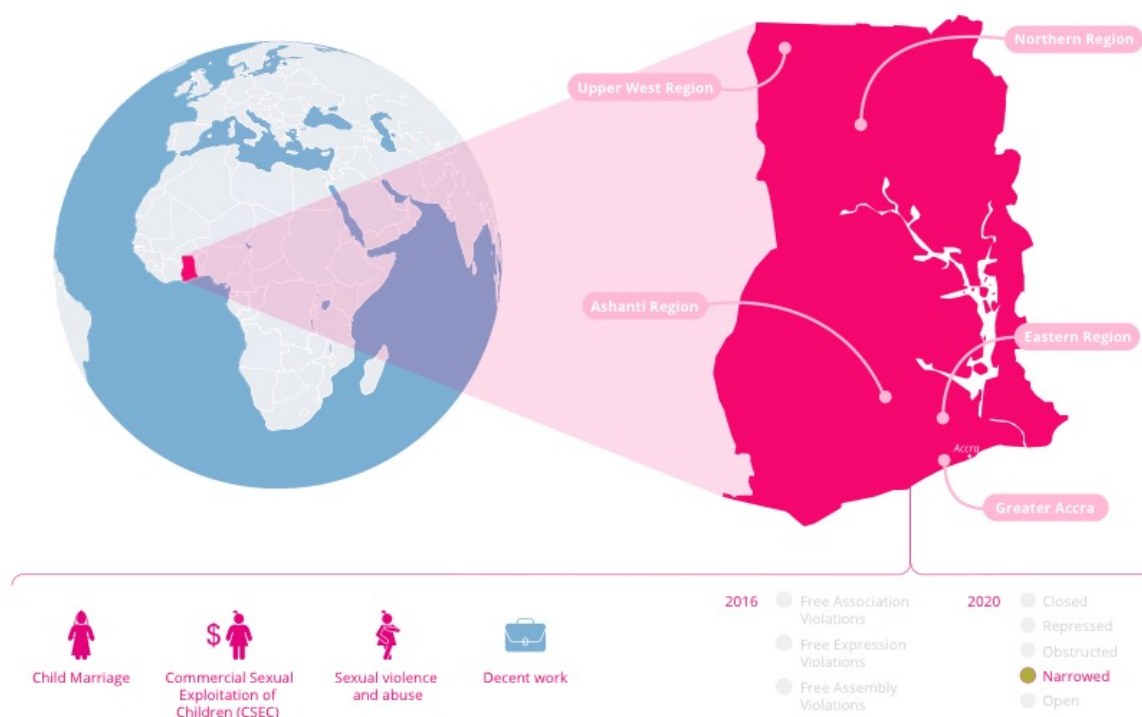 Northern Region
Upper West Region
Ashanti Region
Eastern Region
Accra
Greater Accra
$
Child Marriage
Commercial Sexual
Exploitation of
Children (CSEC)
Sexual violence
and abuse
Decent work
2016
Free Association
Violations
Free Expression
Violations
Free Assembly
Violations
2020
Closed
Repressed
Obstructed
Narrowed
Open